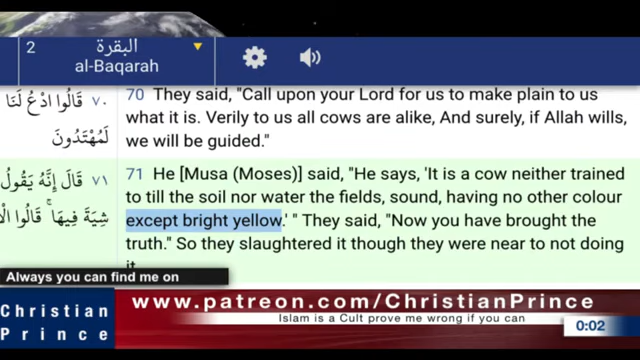 2
البقرة
al-Baqarah
70 They said, "Call upon your Lord for us to make plain to us
what it is. Verily to us all cows are alike, And surely, if Allah wills,
we will be guided."
قَالُوا ادْعُ لَنَا ٧٠
لَمُهْتَدُونَ
71 He [Musa (Moses)] said, "He says, 'It is a cow neither trained
to till the soil nor water the fields, sound, having no other colour
except bright yellow.' " They said, "Now you have brought the
truth." So they slaughtered it though they were near to not doing
it.
قَالَ إِنَّهُ يَقُولُ ٧١
شِيَةَ فِيهَا ۚ قَالُوا
Always you can find me on
Christian
Prince
www.patreon.com/ChristianPrince
Islam is a Cult prove me wrong if you can
0:02